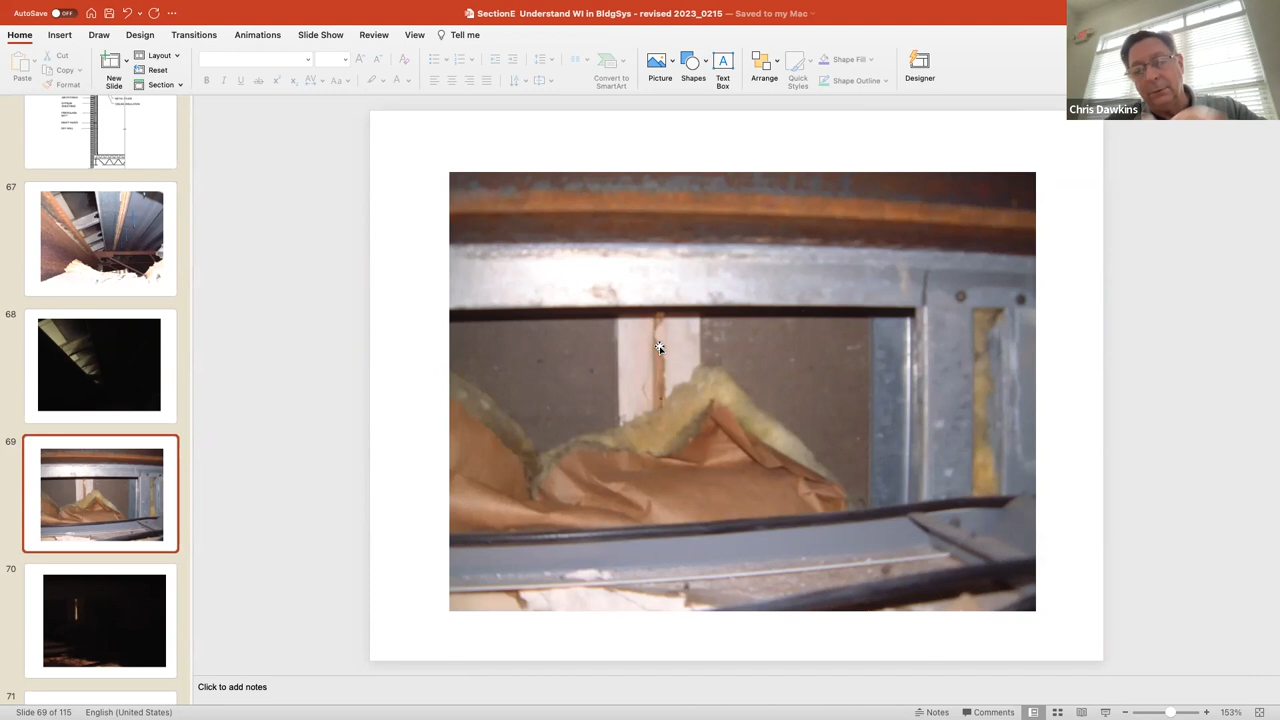 AutoSave OFF
SectionE Understand WI in BldgSys - revised 2023_0215 — Saved to my Mac
Home Insert Draw Design Transitions Animations Slide Show Review View Tell me
Paste
Cut
Copy
Format
New Slide
Layout
Reset
Section
B I U ab
Convert to SmartArt
Picture
Shapes
Text Box
Arrange
Quick Styles
Shape Fill
Shape Outline
Designer
Chris Dawkins
67
68
69
70
71
Click to add notes
Slide 69 of 115 English (United States) Notes Comments 153%